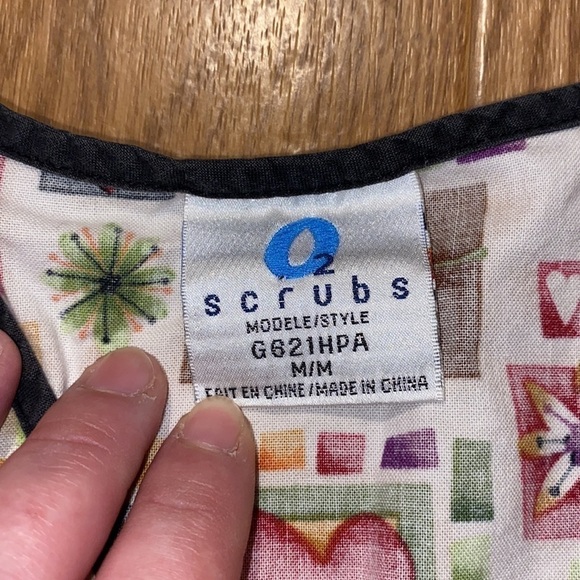 O2
scrubs
MODELE/STYLE
G621HPA
M/M
FAIT EN CHINE/MADE IN CHINA